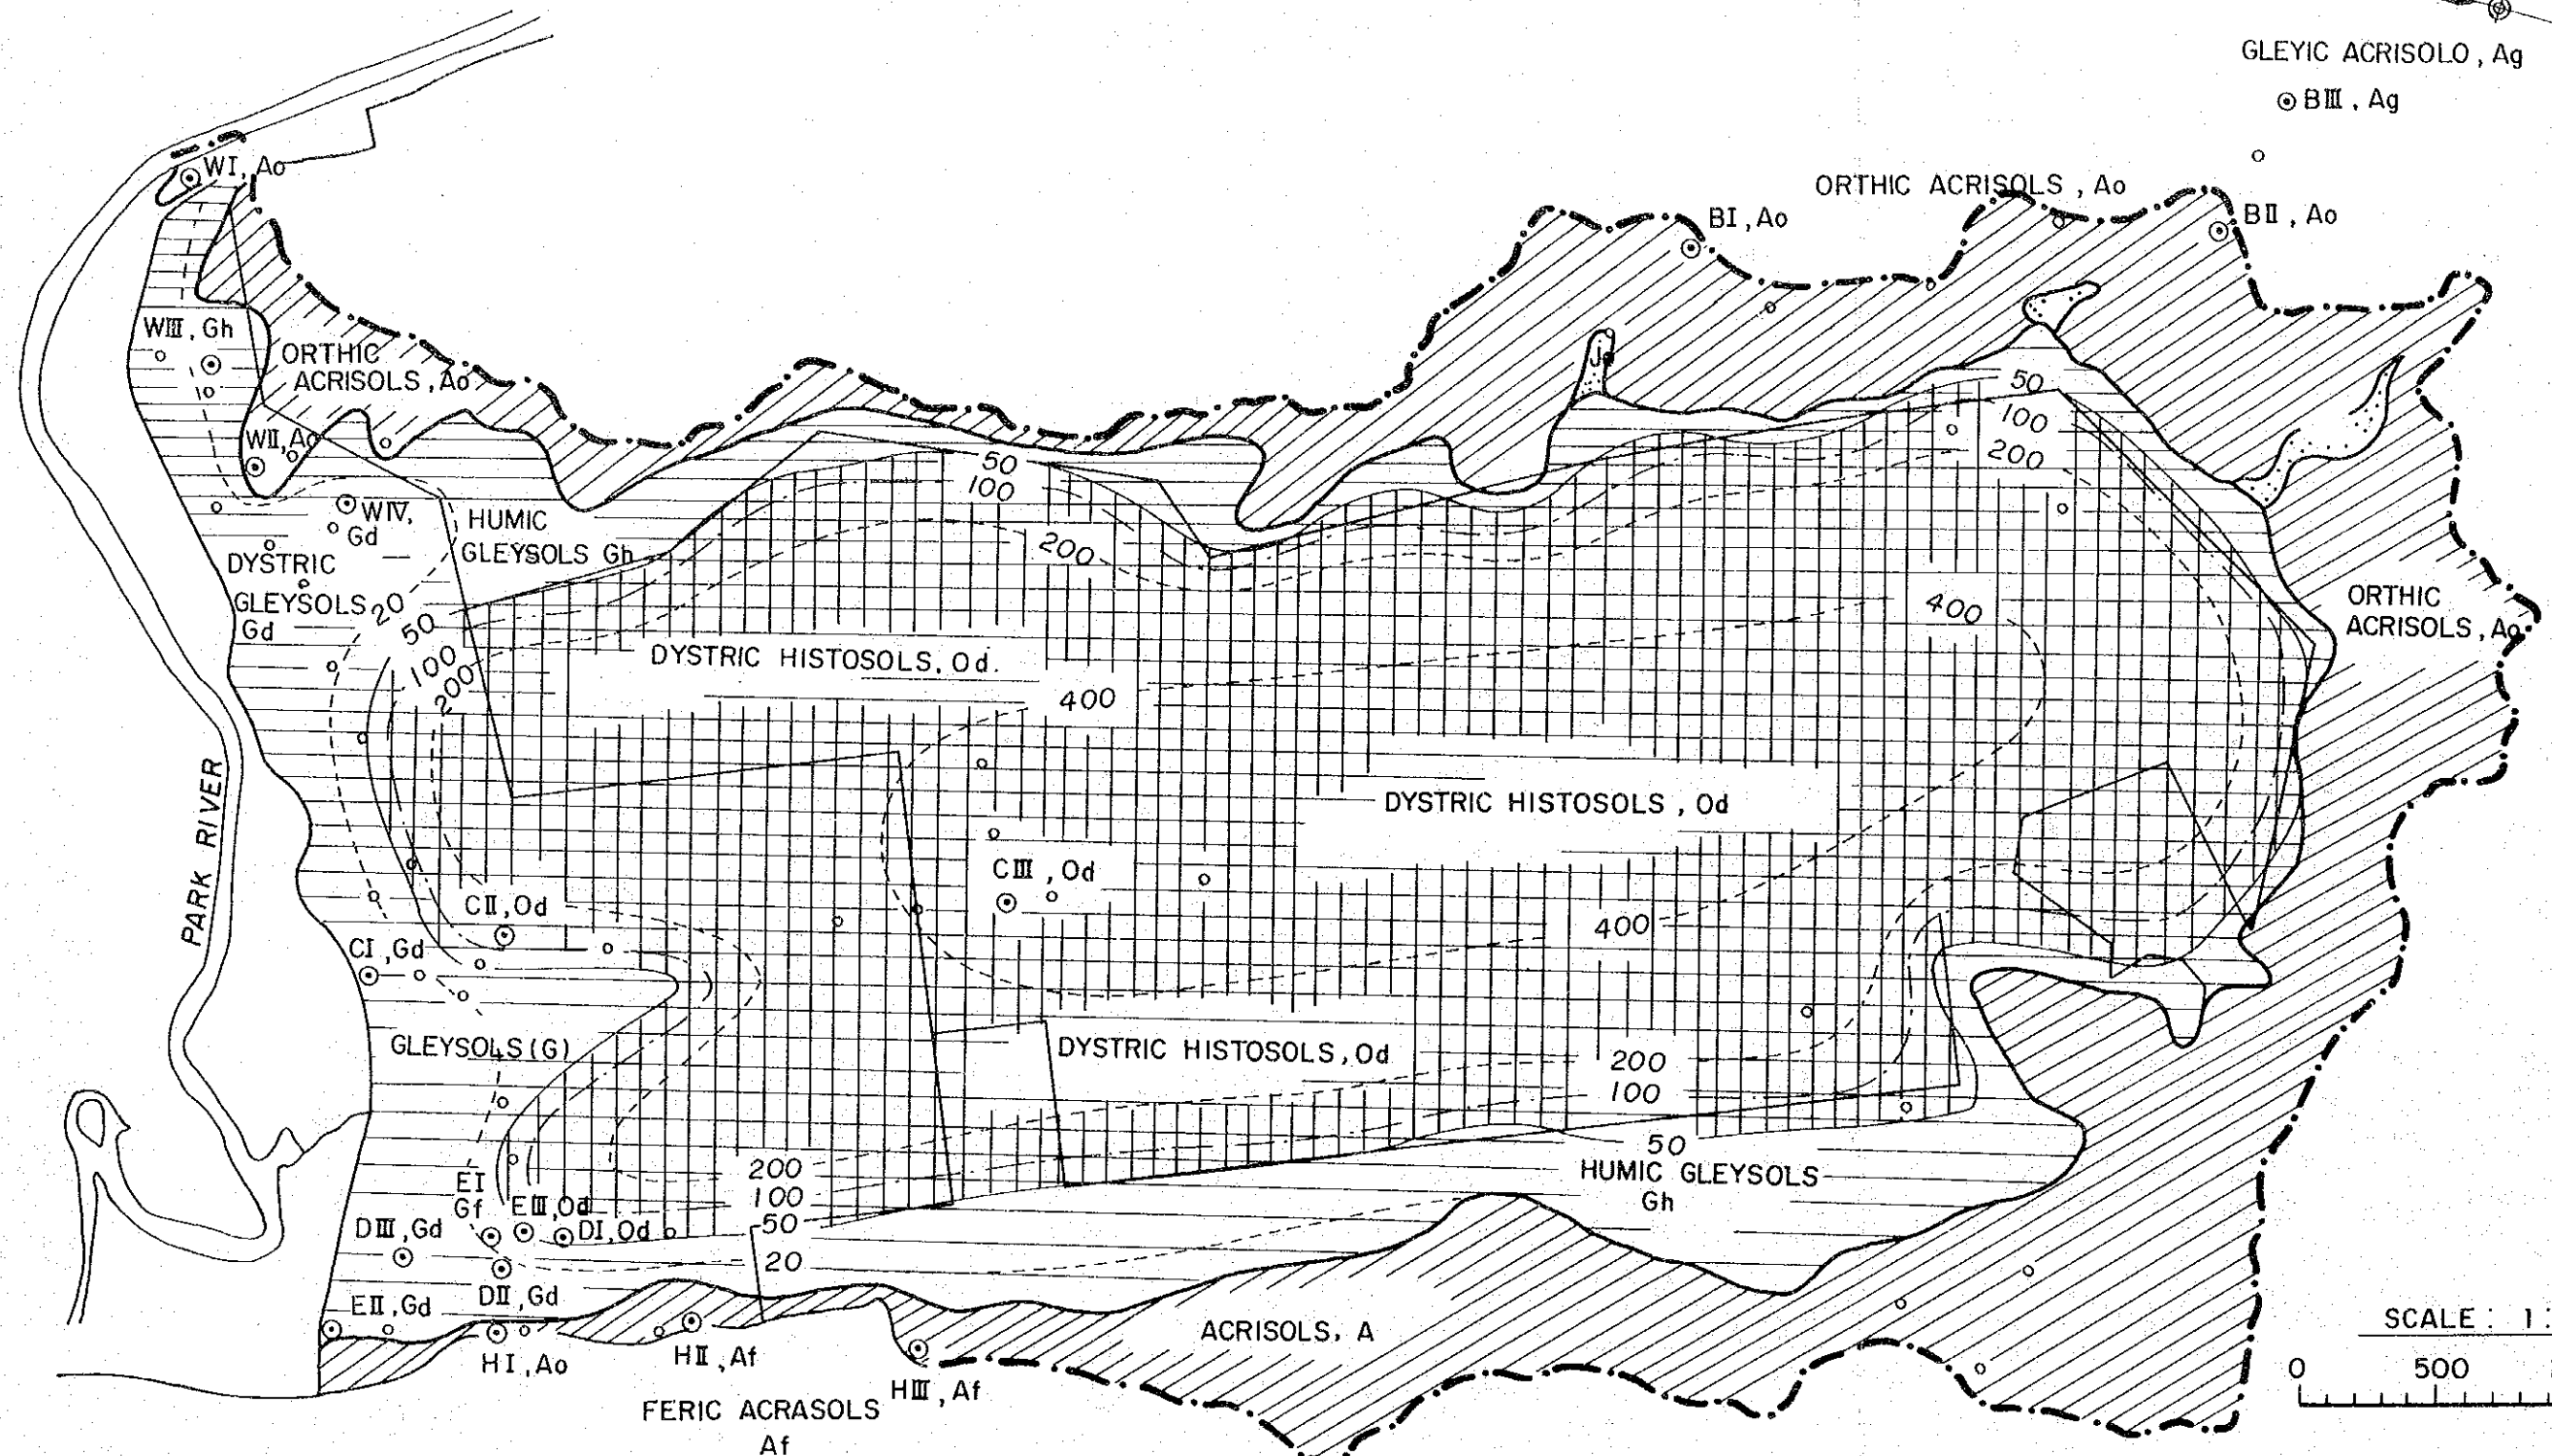 GLEYIC ACRISOLO, Ag
BIII, Ag
WI, Ao
ORTHIC ACRISOLS, Ao
BI, Ao
BII, Ao
WIII, Gh
ORTHIC
ACRISOLS, Ao
J
50
100
200
WII, Ao
50
100
200
WIV,
Gd
HUMIC
GLEYSOLS Gh
DYSTRIC
GLEYSOLS
Gd
20
50
100
200
400
ORTHIC
ACRISOLS, Ao
DYSTRIC HISTOSOLS, Od.
400
DYSTRIC HISTOSOLS, Od
PARK RIVER
CIII, Od
CII, Od
400
CI, Gd
GLEYSOLS (G)
DYSTRIC HISTOSOLS, Od
200
100
50
HUMIC GLEYSOLS
Gh
200
100
50
20
EI
Gf
EIII, Od
DI, Od
DIII, Gd
DII, Gd
EII, Gd
HI, Ao
HII, Af
HIII, Af
ACRISOLS, A
FERIC ACRASOLS
Af
SCALE: 1:
0 500